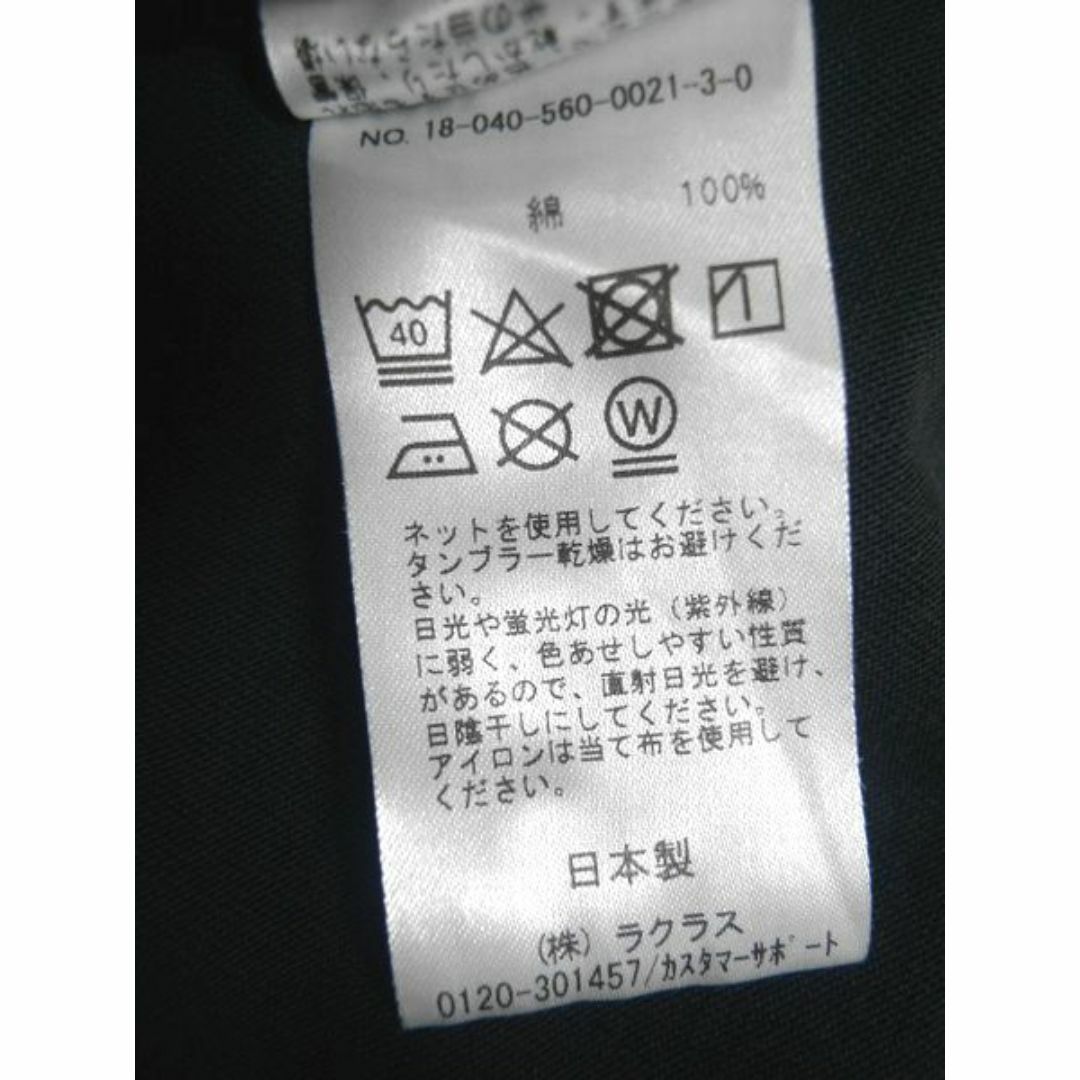 NO. 18-040-560-0021-3-0
綿 100%
40
W
ネットを使用してください。
タンブラー乾燥はお避けくだ
さい。
日光や蛍光灯の光（紫外線）
に弱く、色あせしやすい性質
があるので、直射日光を避け、
日陰干しにしてください。
アイロンは当て布を使用して
ください。
日本製
（株）ラクラス
0120-301457/カスタマーサポート